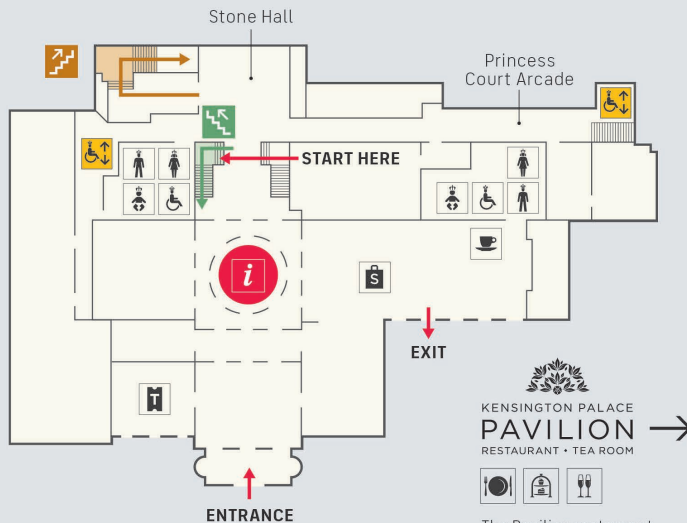 Stone Hall
Princess
Court Arcade
START HERE
i
S
EXIT
T
KENSINGTON PALACE
PAVILION
RESTAURANT • TEA ROOM
ENTRANCE